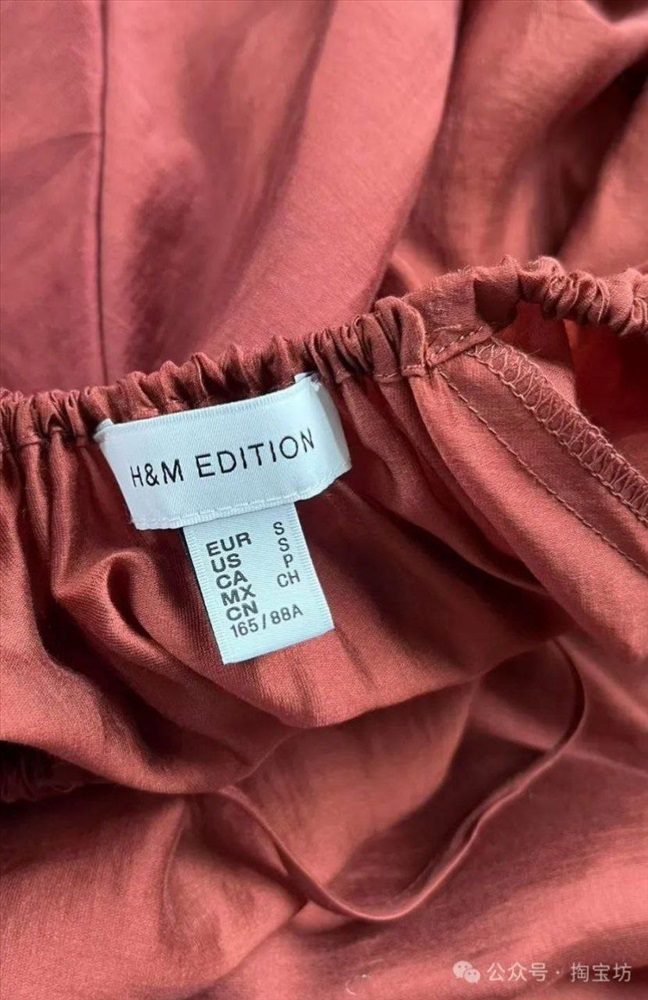 H&M EDITION
EUR S
US S
CA P
MX CH
CN
165/88A
公众号·掏宝坊